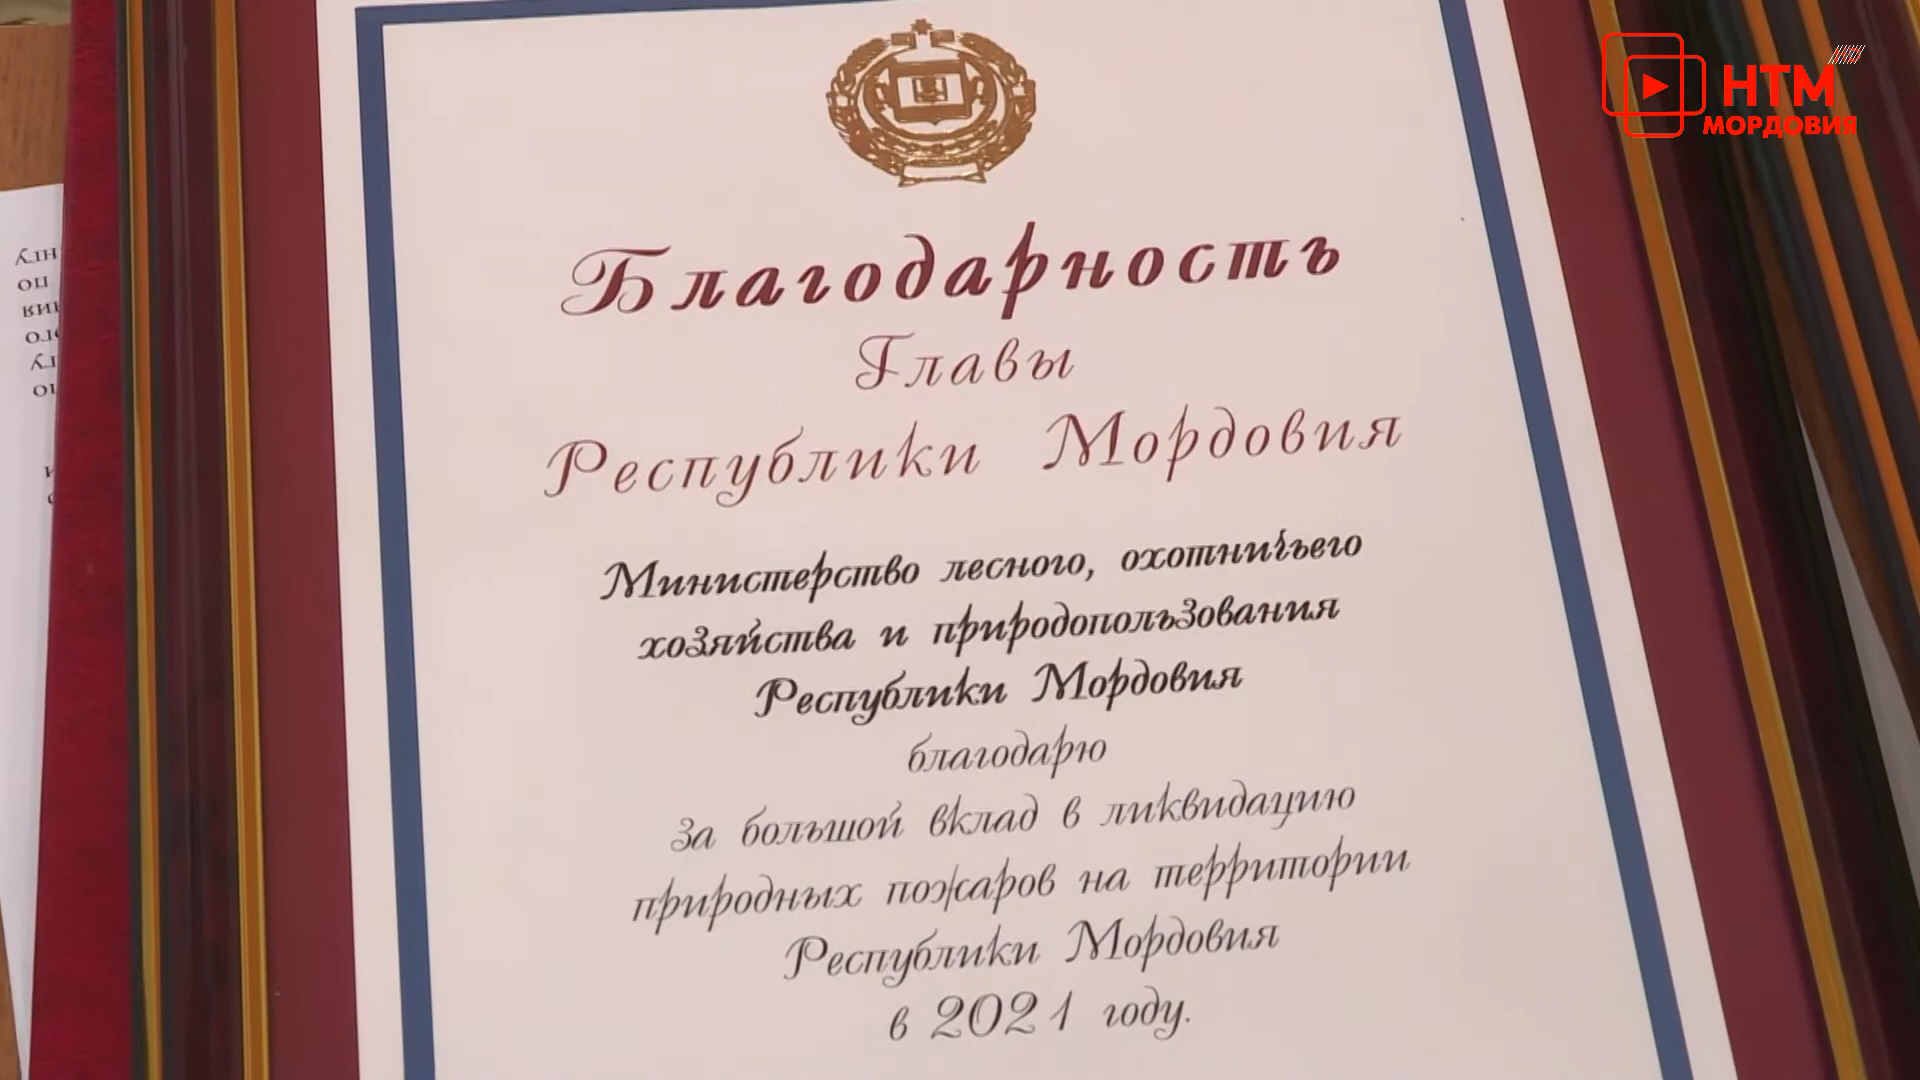 НТМ
МОРДОВИЯ
Благодарность
Главы
Республики Мордовия
Министерство лесного, охотничьего
хозяйства и природопользования
Республики Мордовия
благодарю
за большой вклад в ликвидацию
природных пожаров на территории
Республики Мордовия
в 2021 году.